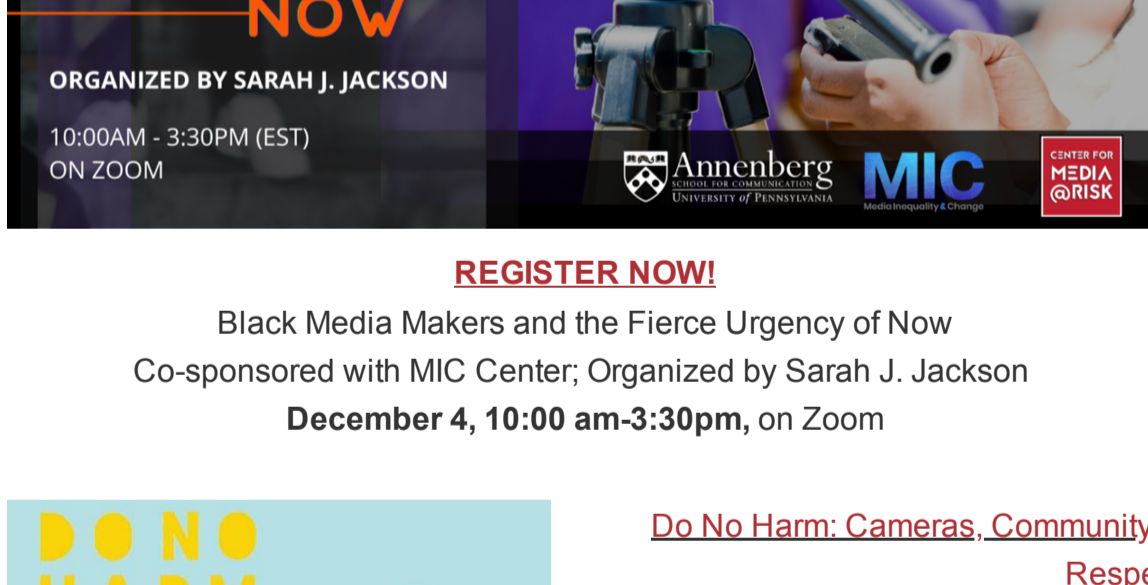 NOW
ORGANIZED BY SARAH J. JACKSON
10:00AM - 3:30PM (EST)
ON ZOOM
Annenberg
SCHOOL FOR COMMUNICATION
UNIVERSITY of PENNSYLVANIA
MIC
Media Inequality & Change
CENTER FOR
MEDIA
@RISK
REGISTER NOW!
Black Media Makers and the Fierce Urgency of Now
Co-sponsored with MIC Center; Organized by Sarah J. Jackson
December 4, 10:00 am-3:30pm, on Zoom
DO NO
HARM
Do No Harm: Cameras, Community
Respe